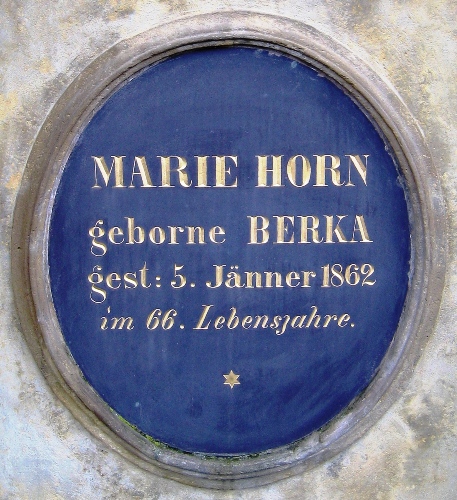 MARIE HORN
geborne BERKA
gest: 5. Jänner 1862
im 66. Lebensjahre.